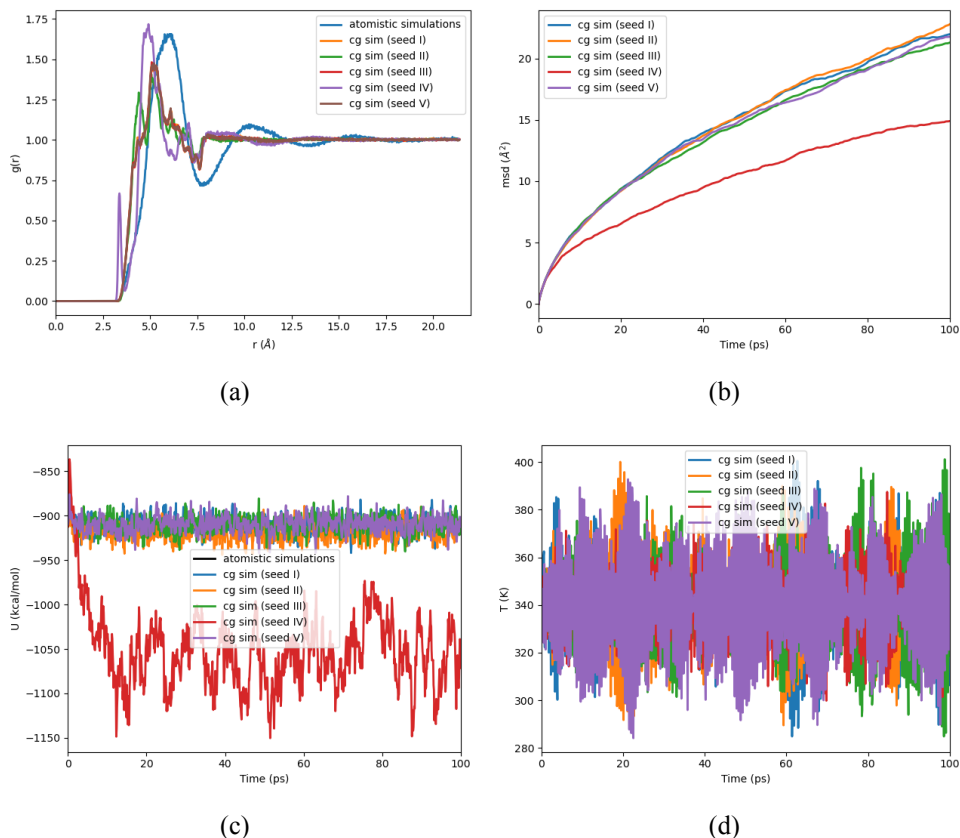 1.75
1.50
1.25
1.00
0.75
0.50
0.25
0.00
g(r)
atomistic simulations
cg sim (seed I)
cg sim (seed II)
cg sim (seed III)
cg sim (seed IV)
cg sim (seed V)
0.0 2.5 5.0 7.5 10.0 12.5 15.0 17.5 20.0
r (Å)
(a)
20
15
10
5
0
msd (Å²)
cg sim (seed I)
cg sim (seed II)
cg sim (seed III)
cg sim (seed IV)
cg sim (seed V)
0 20 40 60 80 100
Time (ps)
(b)
−850
−900
−950
−1000
−1050
−1100
−1150
U (kcal/mol)
atomistic simulations
cg sim (seed I)
cg sim (seed II)
cg sim (seed III)
cg sim (seed IV)
cg sim (seed V)
0 20 40 60 80 100
Time (ps)
(c)
400
380
360
340
320
300
280
T (K)
cg sim (seed I)
cg sim (seed II)
cg sim (seed III)
cg sim (seed IV)
cg sim (seed V)
0 20 40 60 80 100
Time (ps)
(d)